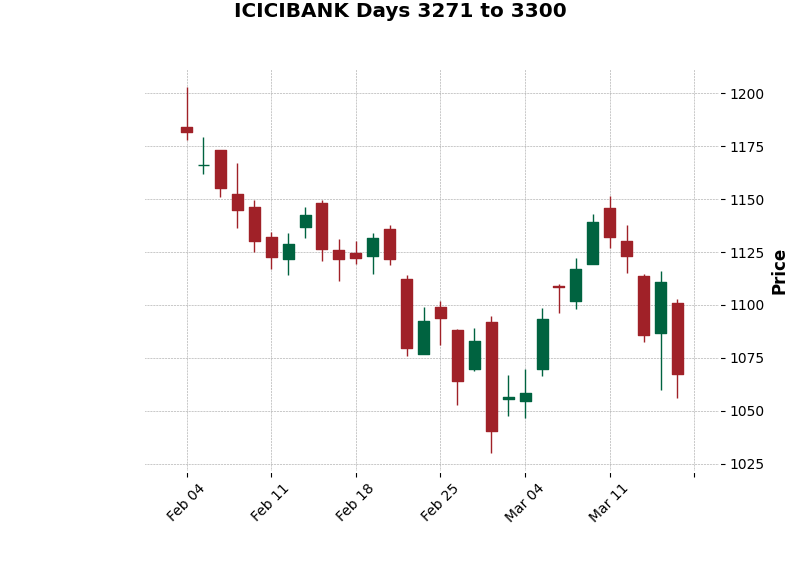 ICICIBANK Days 3271 to 3300
1200
1175
1150
1125
1100
1075
1050
1025
Price
Feb 04
Feb 11
Feb 18
Feb 25
Mar 04
Mar 11